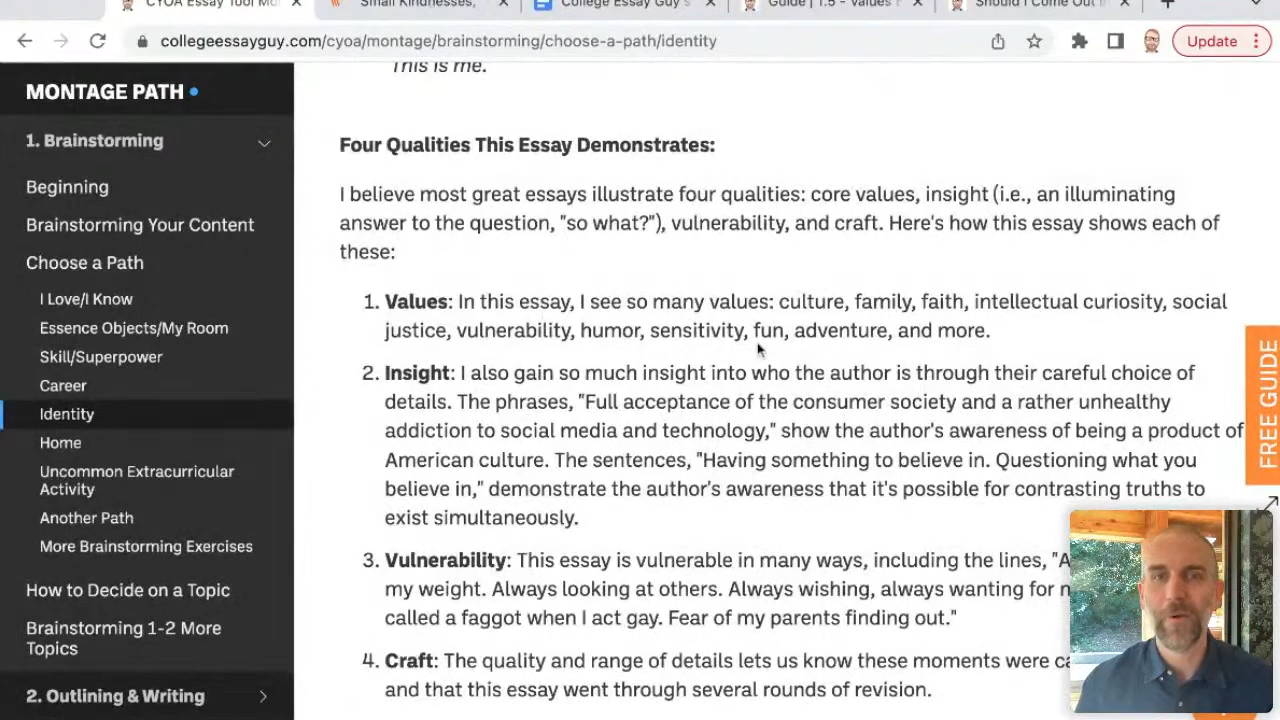 CYOA Essay Tool Mo
Small Kindnesses,
College Essay Guy's
Guide | 1.5 - Values
Should I Come Out
collegeessayguy.com/cyoa/montage/brainstorming/choose-a-path/identity
Update
MONTAGE PATH
1. Brainstorming
Beginning
Brainstorming Your Content
Choose a Path
I Love/I Know
Essence Objects/My Room
Skill/Superpower
Career
Identity
Home
Uncommon Extracurricular
Activity
Another Path
More Brainstorming Exercises
How to Decide on a Topic
Brainstorming 1-2 More
Topics
2. Outlining & Writing
This is me.
Four Qualities This Essay Demonstrates:
I believe most great essays illustrate four qualities: core values, insight (i.e., an illuminating
answer to the question, "so what?"), vulnerability, and craft. Here's how this essay shows each of
these:
1. Values: In this essay, I see so many values: culture, family, faith, intellectual curiosity, social
justice, vulnerability, humor, sensitivity, fun, adventure, and more.
2. Insight: I also gain so much insight into who the author is through their careful choice of
details. The phrases, "Full acceptance of the consumer society and a rather unhealthy
addiction to social media and technology," show the author's awareness of being a product of
American culture. The sentences, "Having something to believe in. Questioning what you
believe in," demonstrate the author's awareness that it's possible for contrasting truths to
exist simultaneously.
3. Vulnerability: This essay is vulnerable in many ways, including the lines, "A
my weight. Always looking at others. Always wishing, always wanting for
called a faggot when I act gay. Fear of my parents finding out."
4. Craft: The quality and range of details lets us know these moments were
and that this essay went through several rounds of revision.
FREE GUIDE